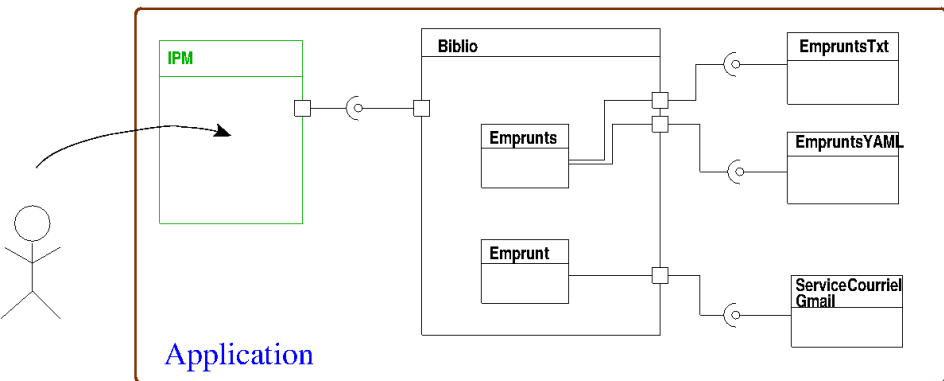 IPM
Biblio
EmpruntsTxt
Emprunts
EmpruntsYAML
Emprunt
ServiceCourriel
Gmail
Application